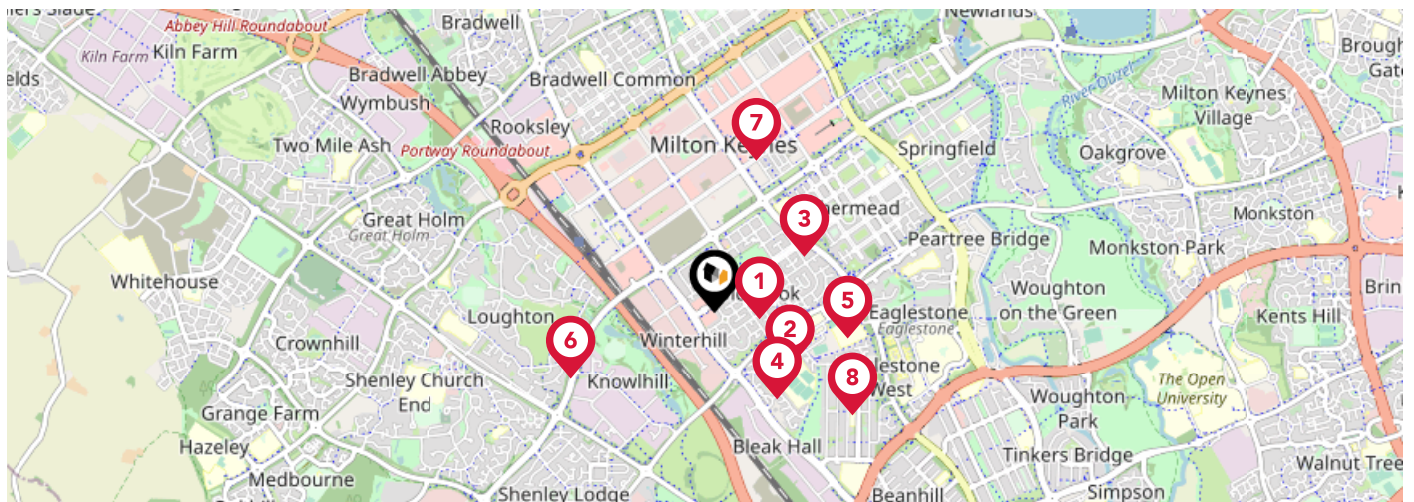 Abbey Hill Roundabout
Bradwell
Newlands
Kiln Farm
Kiln Farm
Bradwell Abbey
Bradwell Common
Wymbush
Milton Keynes
Village
Rooksley
7
Two Mile Ash
Portway Roundabout
Milton Keynes
Springfield
Oakgrove
River Ouzel
3
Great Holm
Great Holm
Monkston
Peartree Bridge
Monkston Park
Whitehouse
1
Woughton
on the Green
5
Eaglestone
Eaglestone
Loughton
2
Kents Hill
6
Winterhill
Crownhill
4
Shenley Church
End
Knowlhill
8
West
The Open
University
Woughton
Park
Grange Farm
Hazeley
Bleak Hall
Tinkers Bridge
Walnut Tree
Medbourne
Shenley Lodge
Beanhill
Simpson